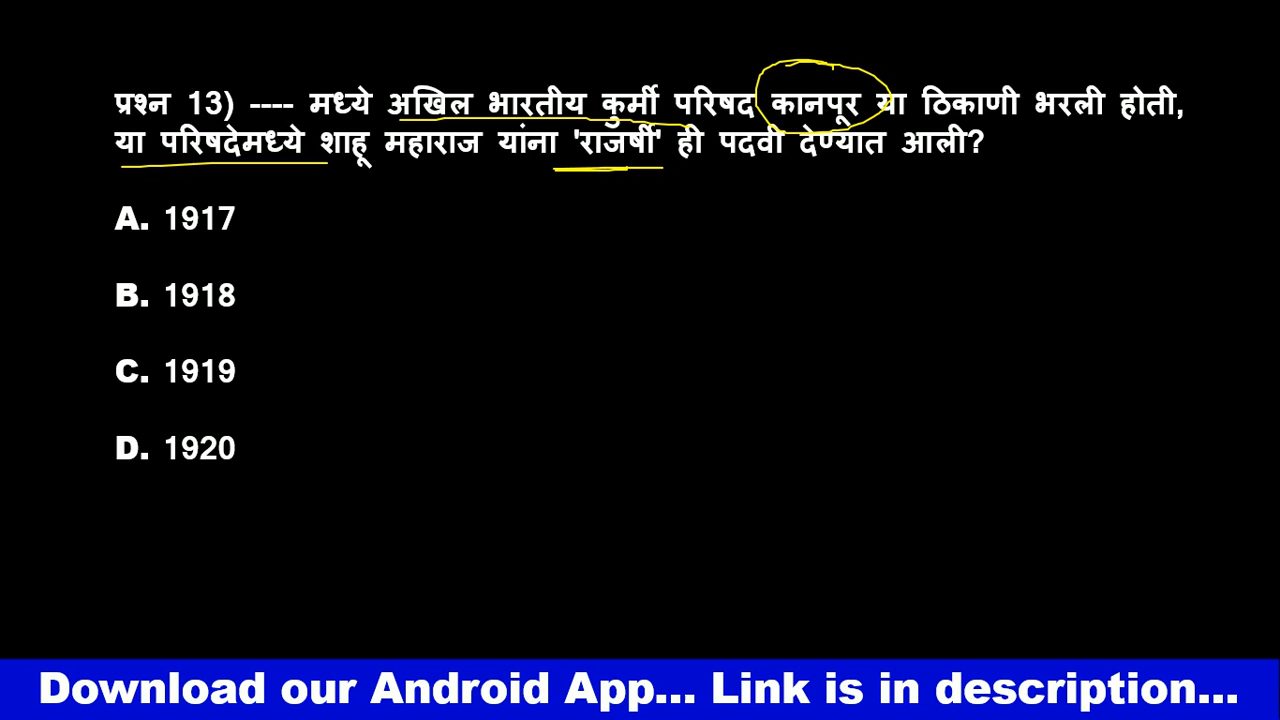 प्रश्न 13) ---- मध्ये अखिल भारतीय कुर्मी परिषद कानपूर या ठिकाणी भरली होती,
या परिषदेमध्ये शाहू महाराज यांना 'राजर्षी' ही पदवी देण्यात आली?
A. 1917
B. 1918
C. 1919
D. 1920
Download our Android App... Link is in description...